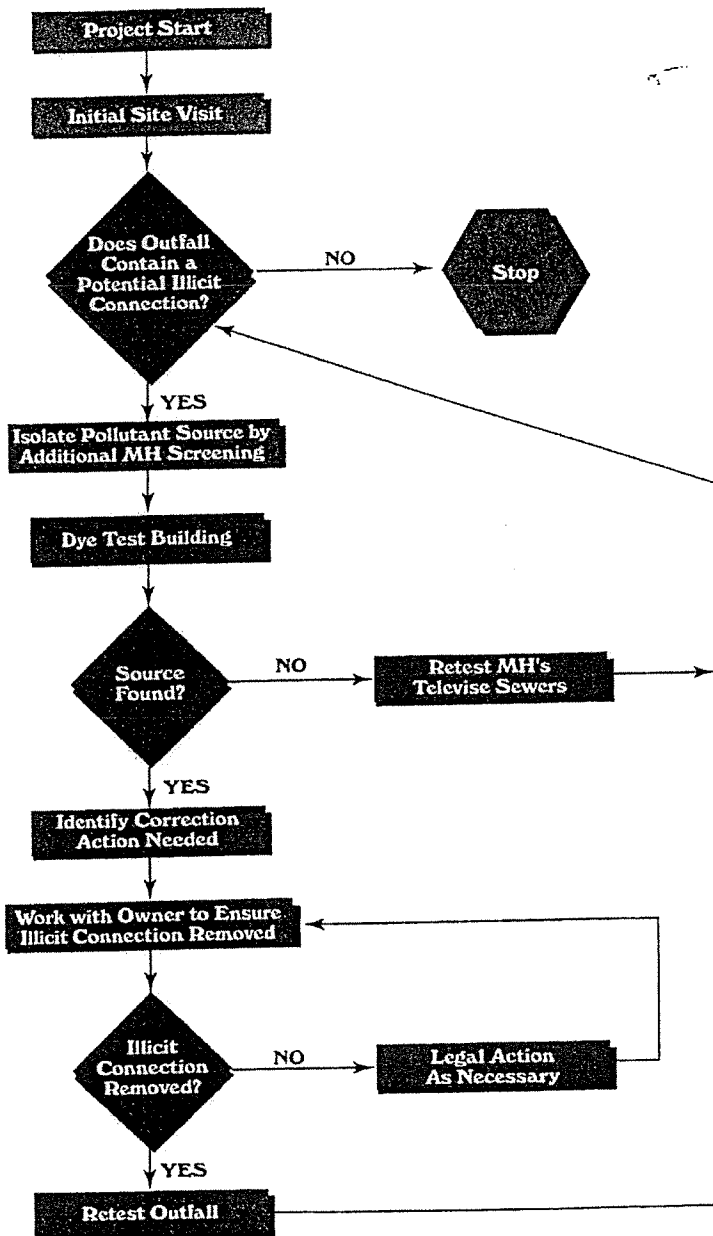 Project Start
Initial Site Visit
Does Outfall
Contain a
Potential Illicit
Connection?
NO
Stop
YES
Isolate Pollutant Source by
Additional MH Screening
Dye Test Building
Source
Found?
NO
Retest MH's
Televise Sewers
YES
Identify Correction
Action Needed
Work with Owner to Ensure
Illicit Connection Removed
Illicit
Connection
Removed?
NO
Legal Action
As Necessary
YES
Retest Outfall